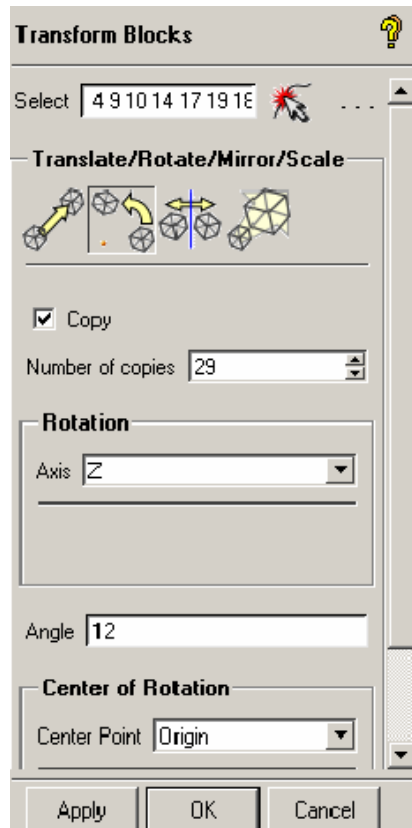 Transform Blocks
Select 4 9 10 14 17 19 18 ...
Translate/Rotate/Mirror/Scale
Copy
Number of copies 29
Rotation
Axis Z
Angle 12
Center of Rotation
Center Point Origin
Apply OK Cancel